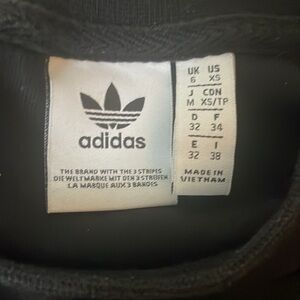 adidas
THE BRAND WITH THE 3 STRIPES
DIE WELTMARKE MIT DEN 3 STREIFEN
LA MARQUE AUX 3 BANDES
UK US
6 XS
J CDN
M XS/TP
D F
32 34
E I
32 38
MADE IN
VIETNAM